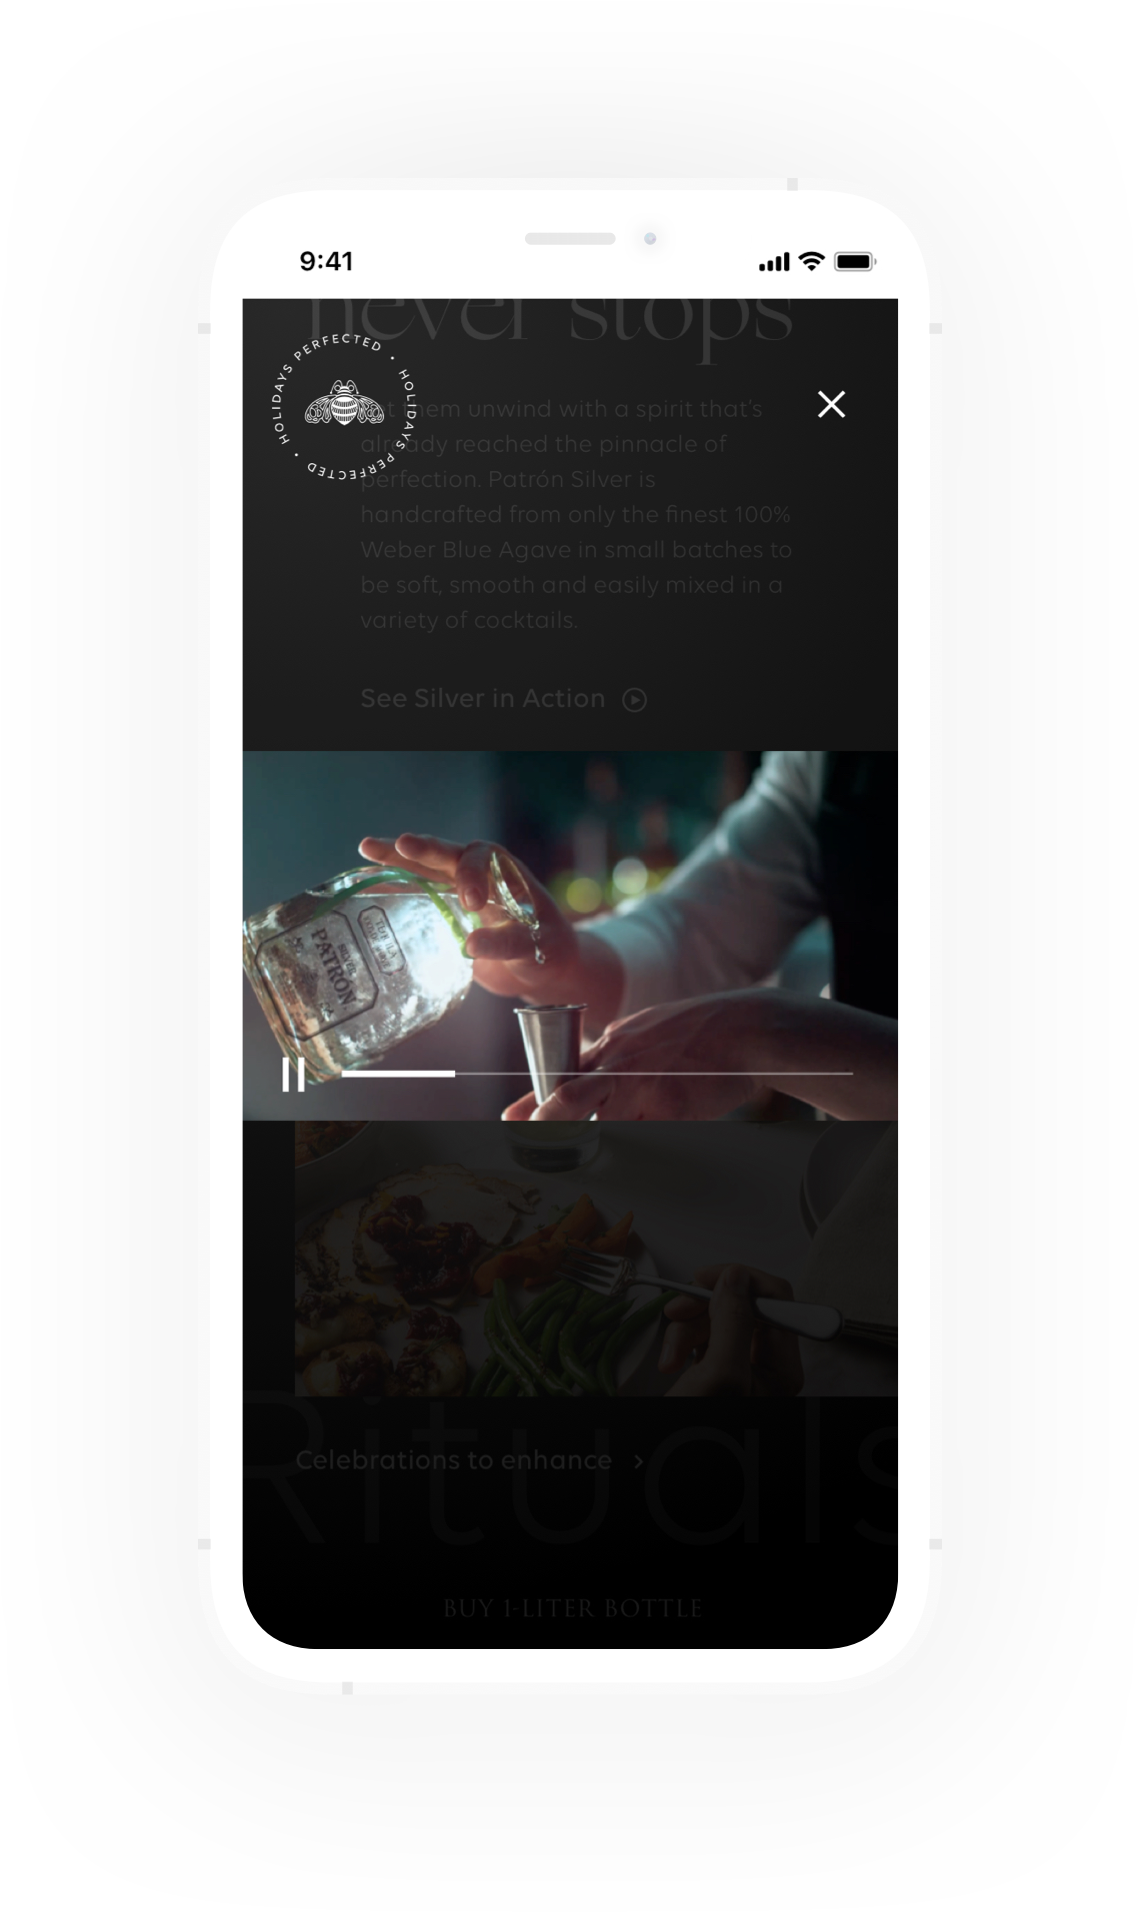 9:41
never stops
HOLIDAYS PERFECTED • HOLIDAYS PERFECTED •
them unwind with a spirit that's
already reached the pinnacle of
perfection. Patrón Silver is
handcrafted from only the finest 100%
Weber Blue Agave in small batches to
be soft, smooth and easily mixed in a
variety of cocktails.
See Silver in Action
SILVER
PATRON
Rituals
Celebrations to enhance
BUY 1-LITER BOTTLE